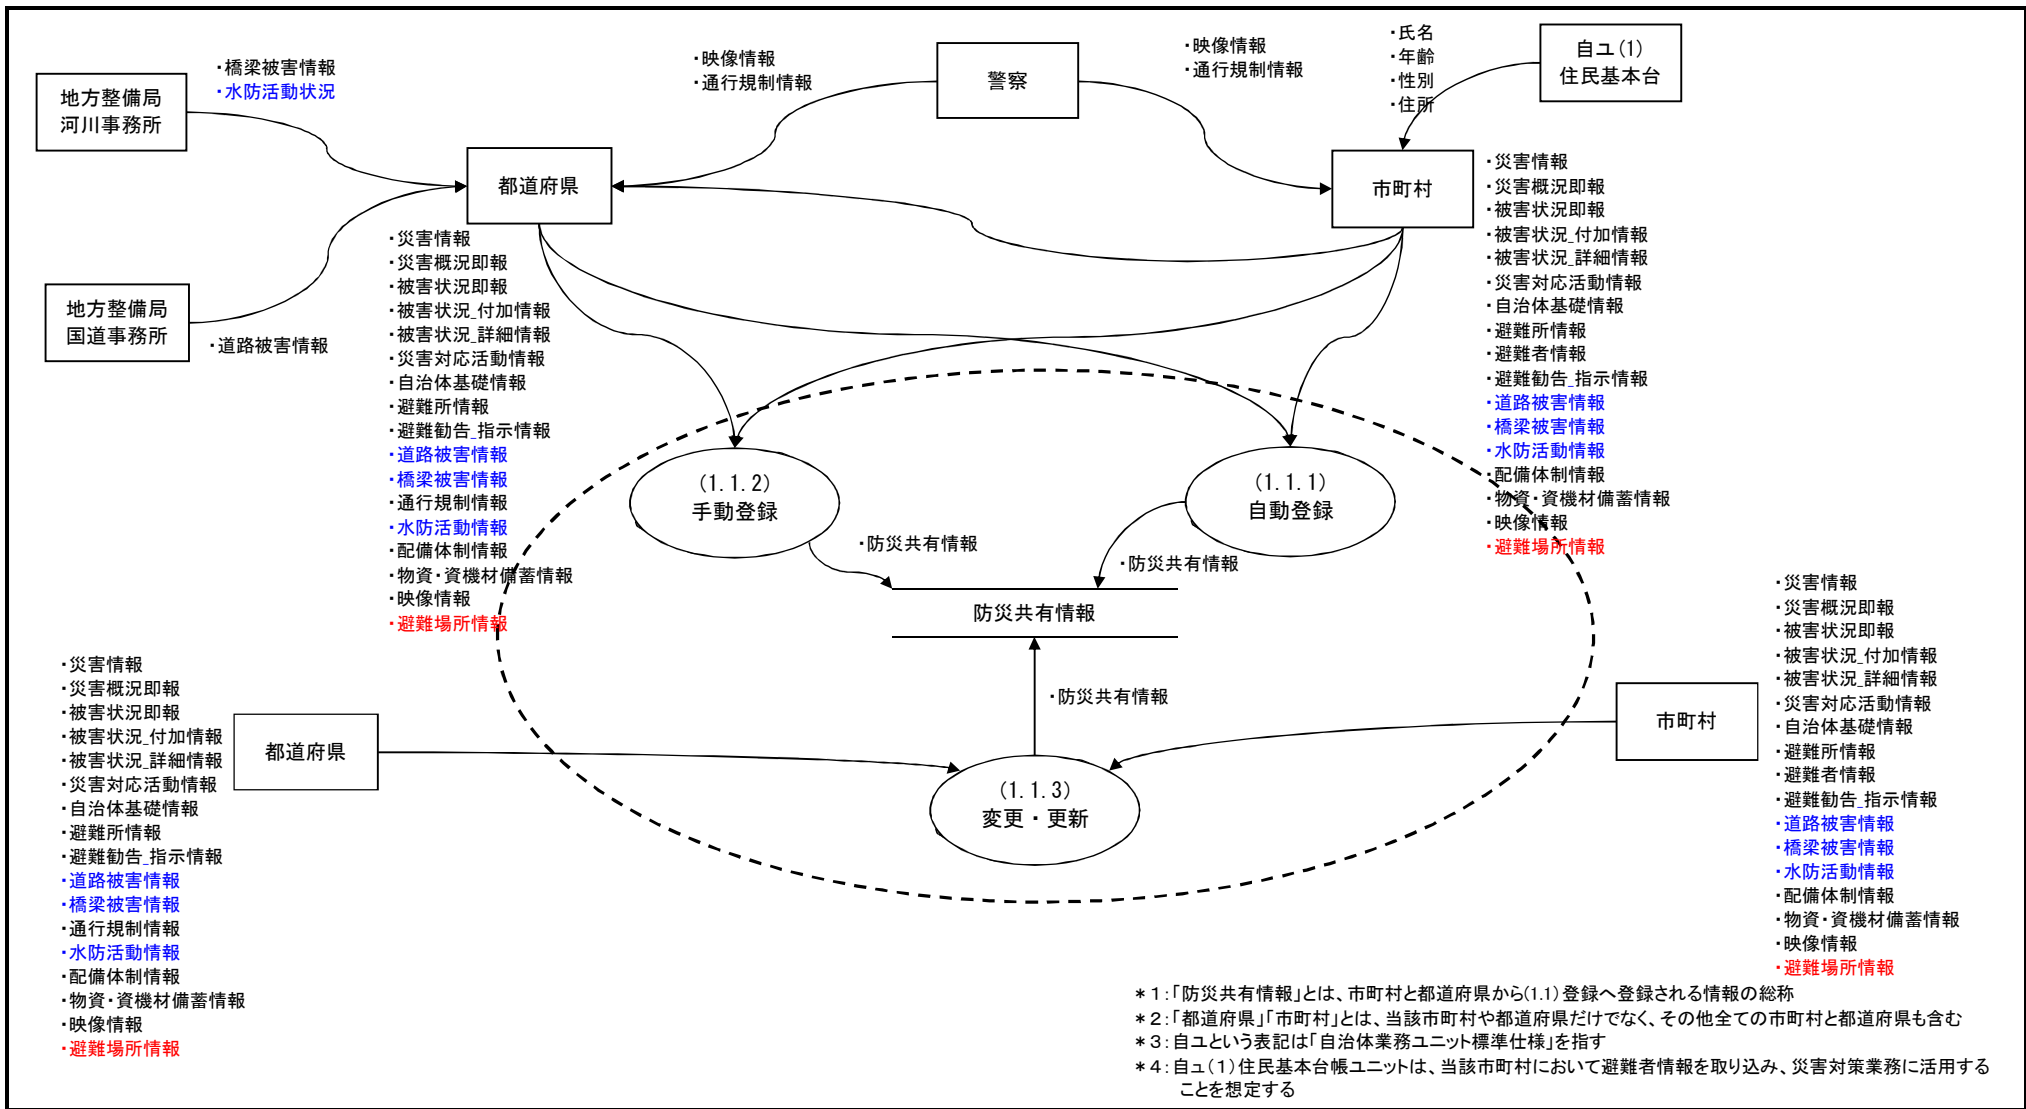 地方整備局
河川事務所
・橋梁被害情報
・水防活動状況
・映像情報
・通行規制情報
警察
・映像情報
・通行規制情報
・氏名
・年齢
・性別
・住所
自ユ(1)
住民基本台
都道府県
市町村
地方整備局
国道事務所
・道路被害情報
・災害情報
・災害概況即報
・被害状況即報
・被害状況_付加情報
・被害状況_詳細情報
・災害対応活動情報
・自治体基礎情報
・避難所情報
・避難勧告_指示情報
・道路被害情報
・橋梁被害情報
・通行規制情報
・水防活動情報
・配備体制情報
・物資・資機材備蓄情報
・映像情報
・避難場所情報
・災害情報
・災害概況即報
・被害状況即報
・被害状況_付加情報
・被害状況_詳細情報
・災害対応活動情報
・自治体基礎情報
・避難所情報
・避難者情報
・避難勧告_指示情報
・道路被害情報
・橋梁被害情報
・水防活動情報
・配備体制情報
・物資・資機材備蓄情報
・映像情報
・避難場所情報
(1.1.2)
手動登録
(1.1.1)
自動登録
・防災共有情報
・防災共有情報
防災共有情報
・防災共有情報
・災害情報
・災害概況即報
・被害状況即報
・被害状況_付加情報
・被害状況_詳細情報
・災害対応活動情報
・自治体基礎情報
・避難所情報
・避難勧告_指示情報
・道路被害情報
・橋梁被害情報
・通行規制情報
・水防活動情報
・配備体制情報
・物資・資機材備蓄情報
・映像情報
・避難場所情報
都道府県
(1.1.3)
変更・更新
市町村
・災害情報
・災害概況即報
・被害状況即報
・被害状況_付加情報
・被害状況_詳細情報
・災害対応活動情報
・自治体基礎情報
・避難所情報
・避難者情報
・避難勧告_指示情報
・道路被害情報
・橋梁被害情報
・水防活動情報
・配備体制情報
・物資・資機材備蓄情報
・映像情報
・避難場所情報
*1:「防災共有情報」とは、市町村と都道府県から(1.1)登録へ登録される情報の総称
*2:「都道府県」「市町村」とは、当該市町村や都道府県だけでなく、その他全ての市町村と都道府県も含む
*3:自ユという表記は「自治体業務ユニット標準仕様」を指す
*4:自ュ(1)住民基本台帳ユニットは、当該市町村において避難者情報を取り込み、災害対策業務に活用する
ことを想定する